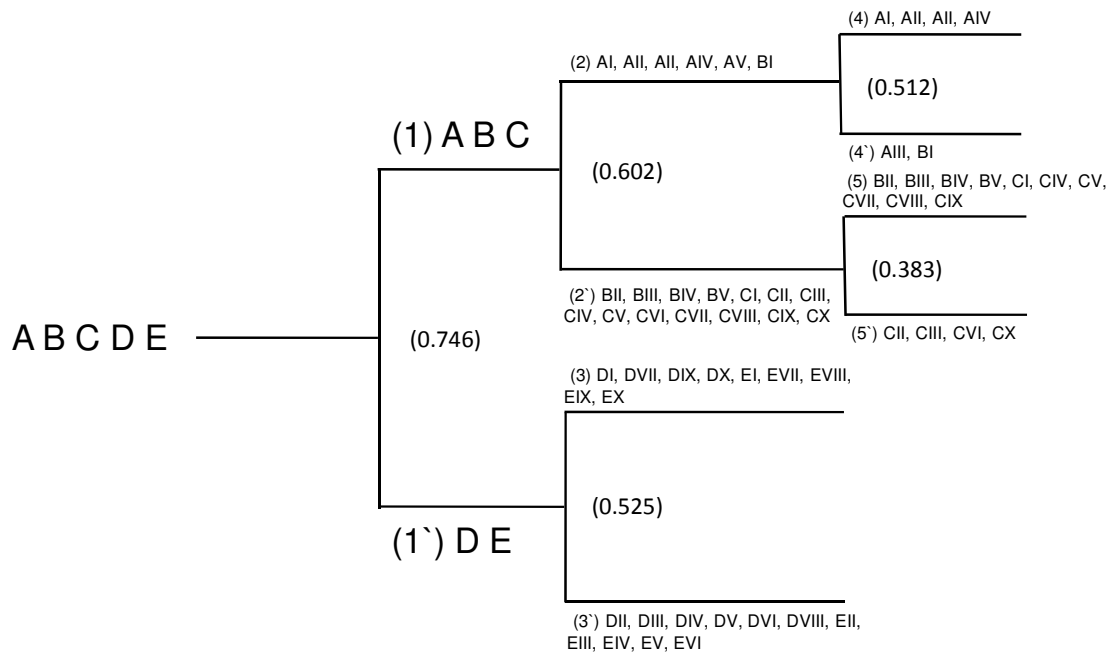 (4) AI, AII, AII, AIV
(2) AI, AII, AII, AIV, AV, BI
(0.512)
(1) A B C
(4`) AIII, BI
(0.602)
(5) BII, BIII, BIV, BV, CI, CIV, CV,
CVII, CVIII, CIX
(0.383)
(2`) BII, BIII, BIV, BV, CI, CII, CIII,
CIV, CV, CVI, CVII, CVIII, CIX, CX
(5`) CII, CIII, CVI, CX
A B C D E
(0.746)
(3) DI, DVII, DIX, DX, EI, EVII, EVIII,
EIX, EX
(0.525)
(1`) D E
(3`) DII, DIII, DIV, DV, DVI, DVIII, EII,
EIII, EIV, EV, EVI